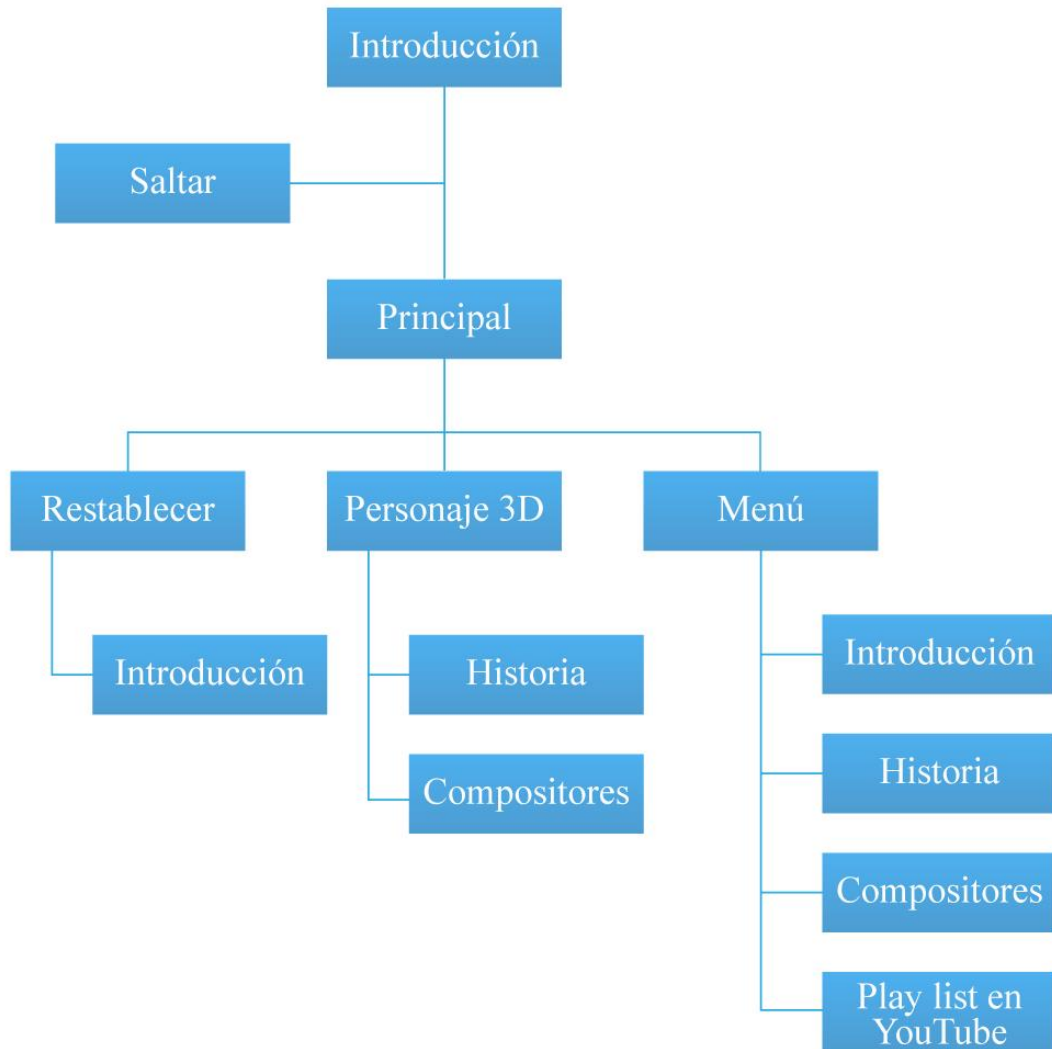 Introducción
Saltar
Principal
Restablecer
Personaje 3D
Menú
Introducción
Historia
Compositores
Introducción
Historia
Compositores
Play list en
YouTube